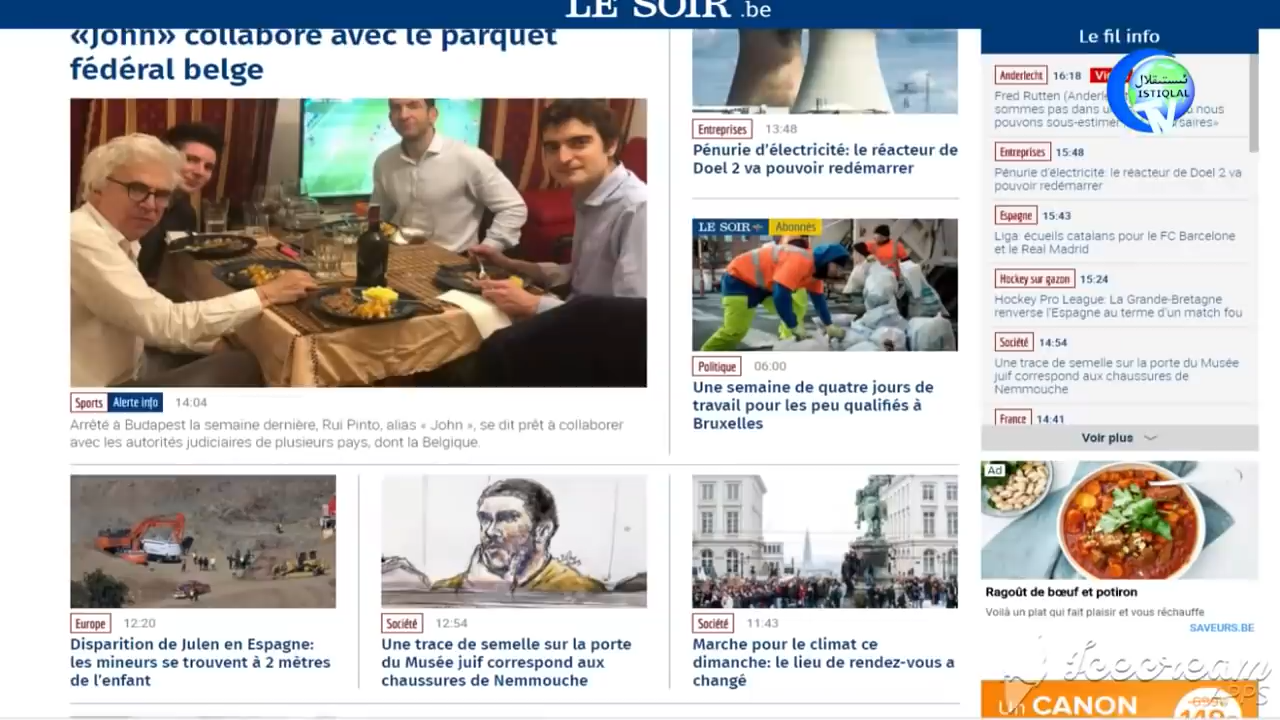 LE SOIR .be
«John» collabore avec le parquet
fédéral belge
Sports Alerte info 14:04
Arrêté à Budapest la semaine dernière, Rui Pinto, alias « John », se dit prêt à collaborer
avec les autorités judiciaires de plusieurs pays, dont la Belgique.
Entreprises 13:48
Pénurie d'électricité: le réacteur de
Doel 2 va pouvoir redémarrer
LE SOIR Abonnés
Politique 06:00
Une semaine de quatre jours de
travail pour les peu qualifiés à
Bruxelles
Europe 12:20
Disparition de Julen en Espagne:
les mineurs se trouvent à 2 mètres
de l'enfant
Société 12:54
Une trace de semelle sur la porte
du Musée juif correspond aux
chaussures de Nemmouche
Société 11:43
Marche pour le climat ce
dimanche: le lieu de rendez-vous a
changé
Le fil info
Anderlecht 16:18
Fred Rutten
sommes pas dans nous
pouvons sous-estimer
ئىستىقلال
ISTIQLAL
TV
Entreprises 15:48
Pénurie d'électricité: le réacteur de Doel 2 va
pouvoir redémarrer
Espagne 15:43
Liga: écueils catalans pour le FC Barcelone
et le Real Madrid
Hockey sur gazon 15:24
Hockey Pro League: La Grande-Bretagne
renverse l'Espagne au terme d'un match fou
Société 14:54
Une trace de semelle sur la porte du Musée
juif correspond aux chaussures de
Nemmouche
France 14:41
Voir plus
Ad
Ragoût de bœuf et potiron
Voilà un plat qui fait plaisir et vous réchauffe
SAVEURS.BE
Icecream
APPS
Un CANON